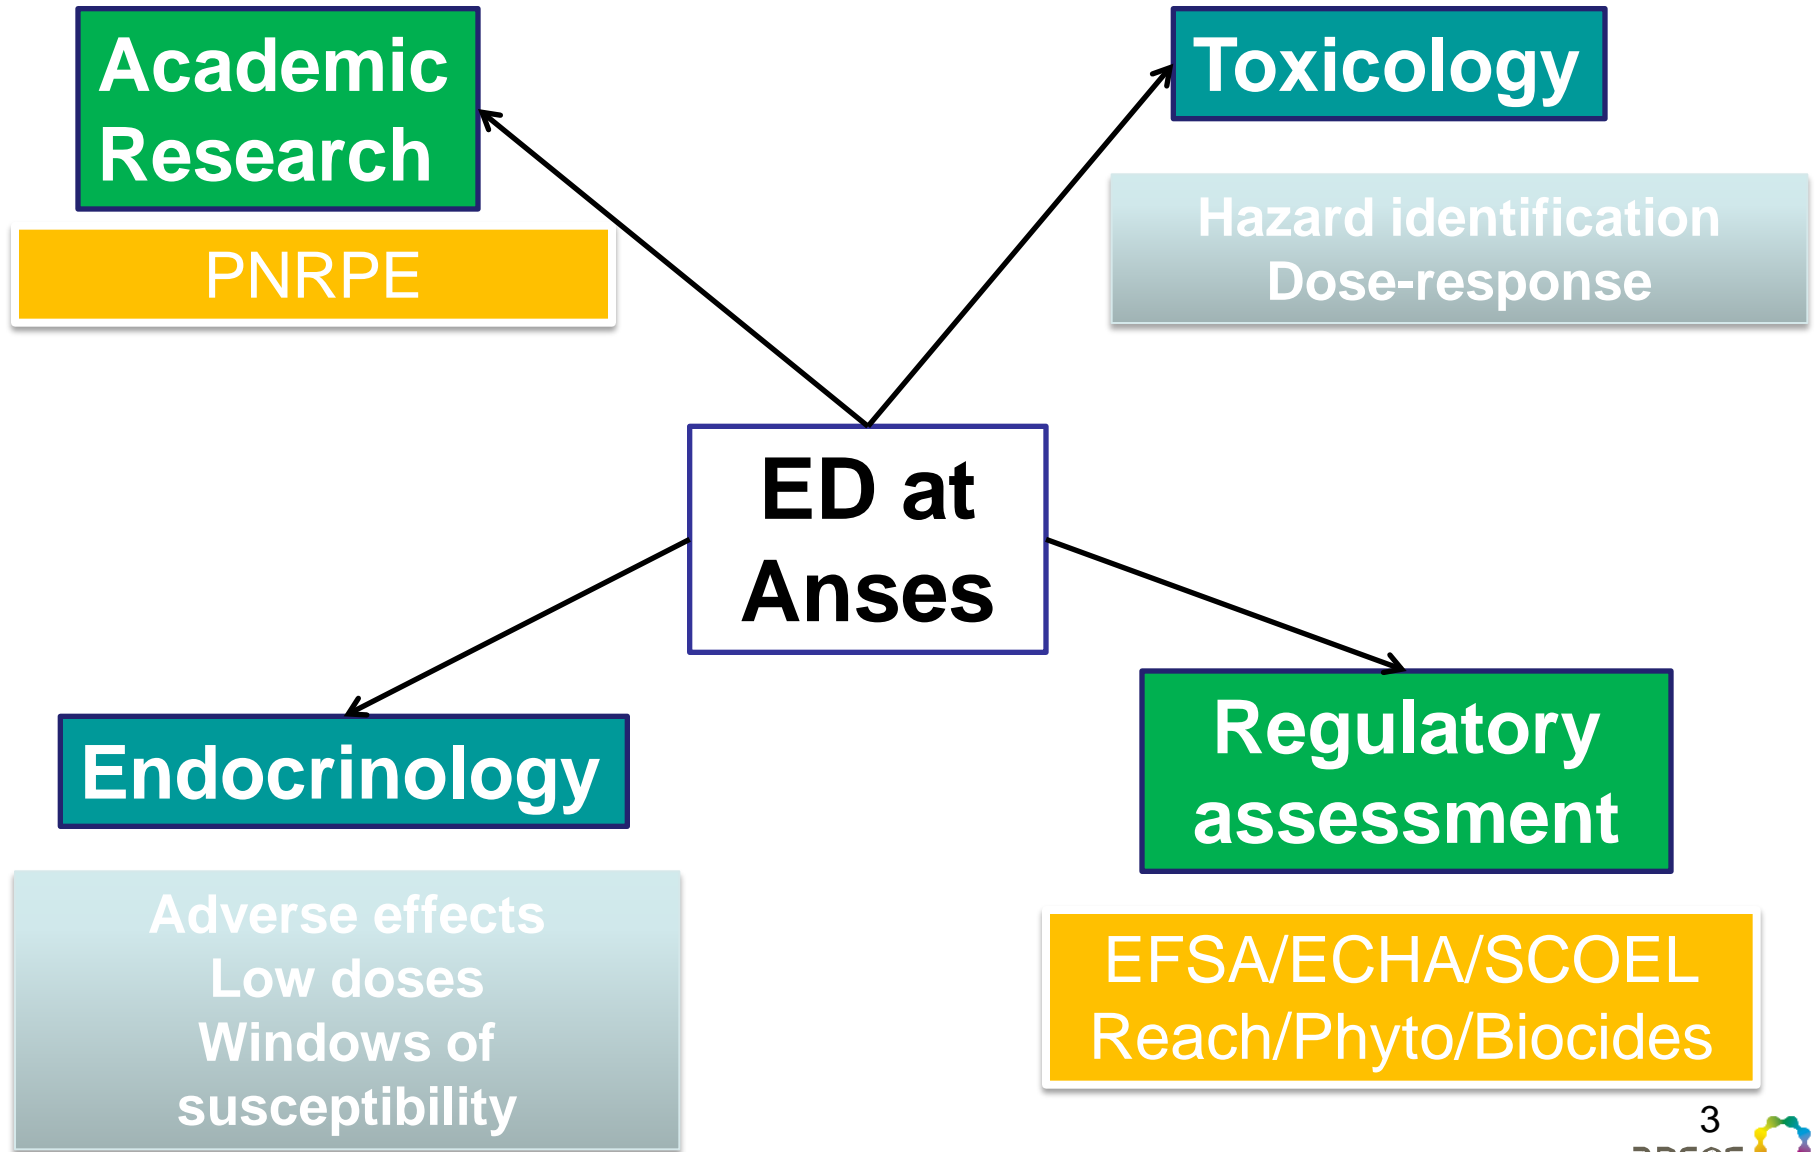 Academic
Research
PNRPE
Toxicology
Hazard identification
Dose-response
ED at
Anses
Endocrinology
Adverse effects
Low doses
Windows of
susceptibility
Regulatory
assessment
EFSA/ECHA/SCOEL
Reach/Phyto/Biocides
3